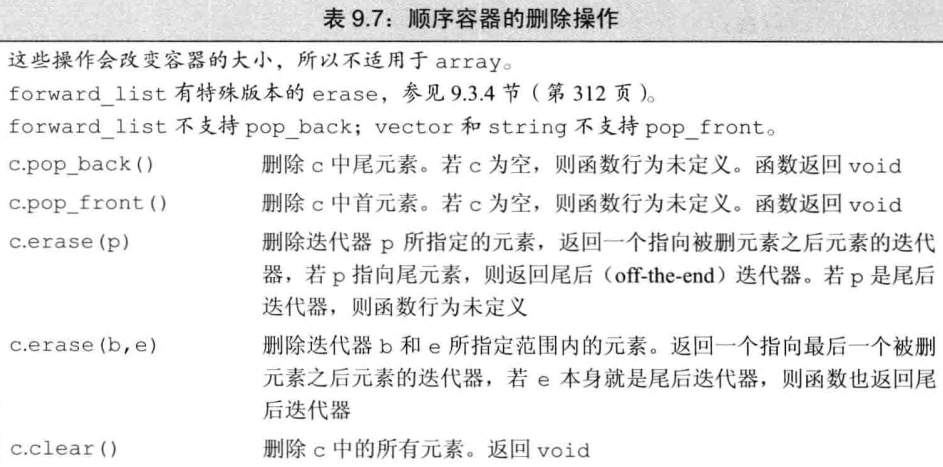 表 9.7：顺序容器的删除操作
这些操作会改变容器的大小，所以不适用于 array。
forward_list 有特殊版本的 erase，参见 9.3.4 节（第 312 页）。
forward_list 不支持 pop_back；vector 和 string 不支持 pop_front。
c.pop_back() 删除 c 中尾元素。若 c 为空，则函数行为未定义。函数返回 void
c.pop_front() 删除 c 中首元素。若 c 为空，则函数行为未定义。函数返回 void
c.erase(p) 删除迭代器 p 所指定的元素，返回一个指向被删元素之后元素的迭代
器，若 p 指向尾元素，则返回尾后（off-the-end）迭代器。若 p 是尾后
迭代器，则函数行为未定义
c.erase(b,e) 删除迭代器 b 和 e 所指定范围内的元素。返回一个指向最后一个被删
元素之后元素的迭代器，若 e 本身就是尾后迭代器，则函数也返回尾
后迭代器
c.clear() 删除 c 中的所有元素。返回 void